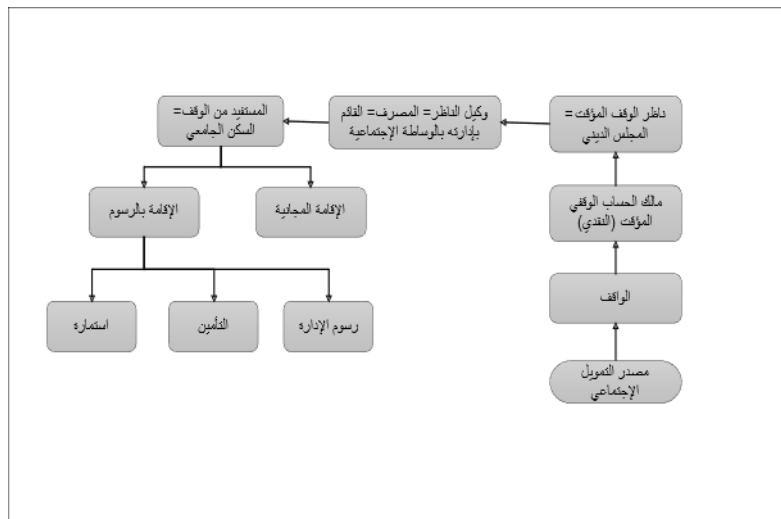 ناظر الوقف المؤقت=
المجلس الديني
وكيل الناظر= المصرف= القائم
بإدارته بالوساطة الإجتماعية
المستفيد من الوقف=
السكن الجامعي
مالك الحساب الوقفي
المؤقت (النقدي)
الإقامة المجانية
الإقامة بالرسوم
الواقف
رسوم الإدارة
التأمين
استمارة
مصدر التمويل
الإجتماعي